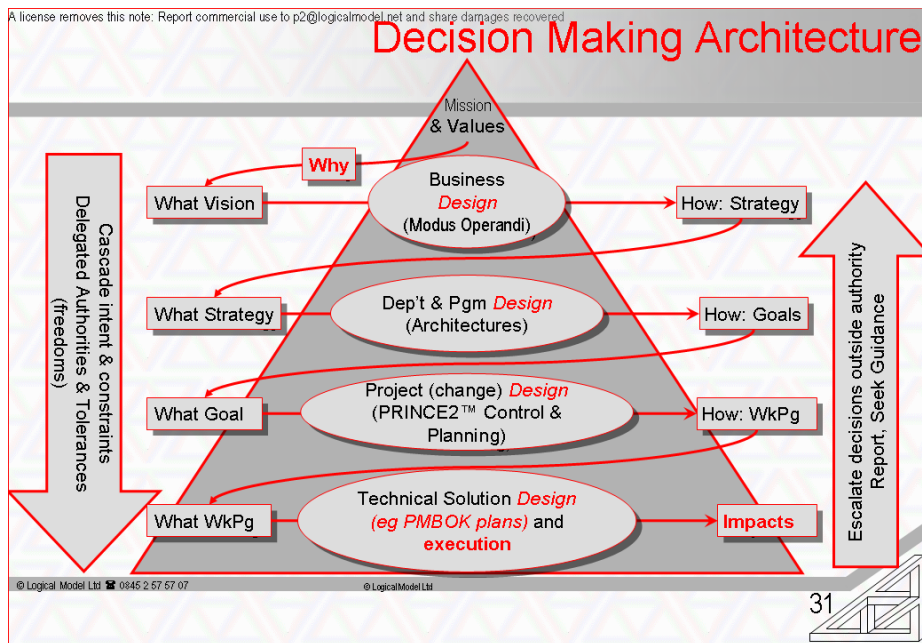 A license removes this note: Report commercial use to p2@logicalmodel.net and share damages recovered
Decision Making Architecture
Mission
& Values
Why
What Vision
Business
Design
(Modus Operandi)
How: Strategy
What Strategy
Dep't & Pgm Design
(Architectures)
How: Goals
What Goal
Project (change) Design
(PRINCE2™ Control &
Planning)
How: WkPg
What WkPg
Technical Solution Design
(eg PMBOK plans) and
execution
Impacts
Cascade intent & constraints
Delegated Authorities & Tolerances
(freedoms)
Escalate decisions outside authority
Report, Seek Guidance
© Logical Model Ltd ☎ 0845 2 57 57 07
© LogicalModel Ltd
31